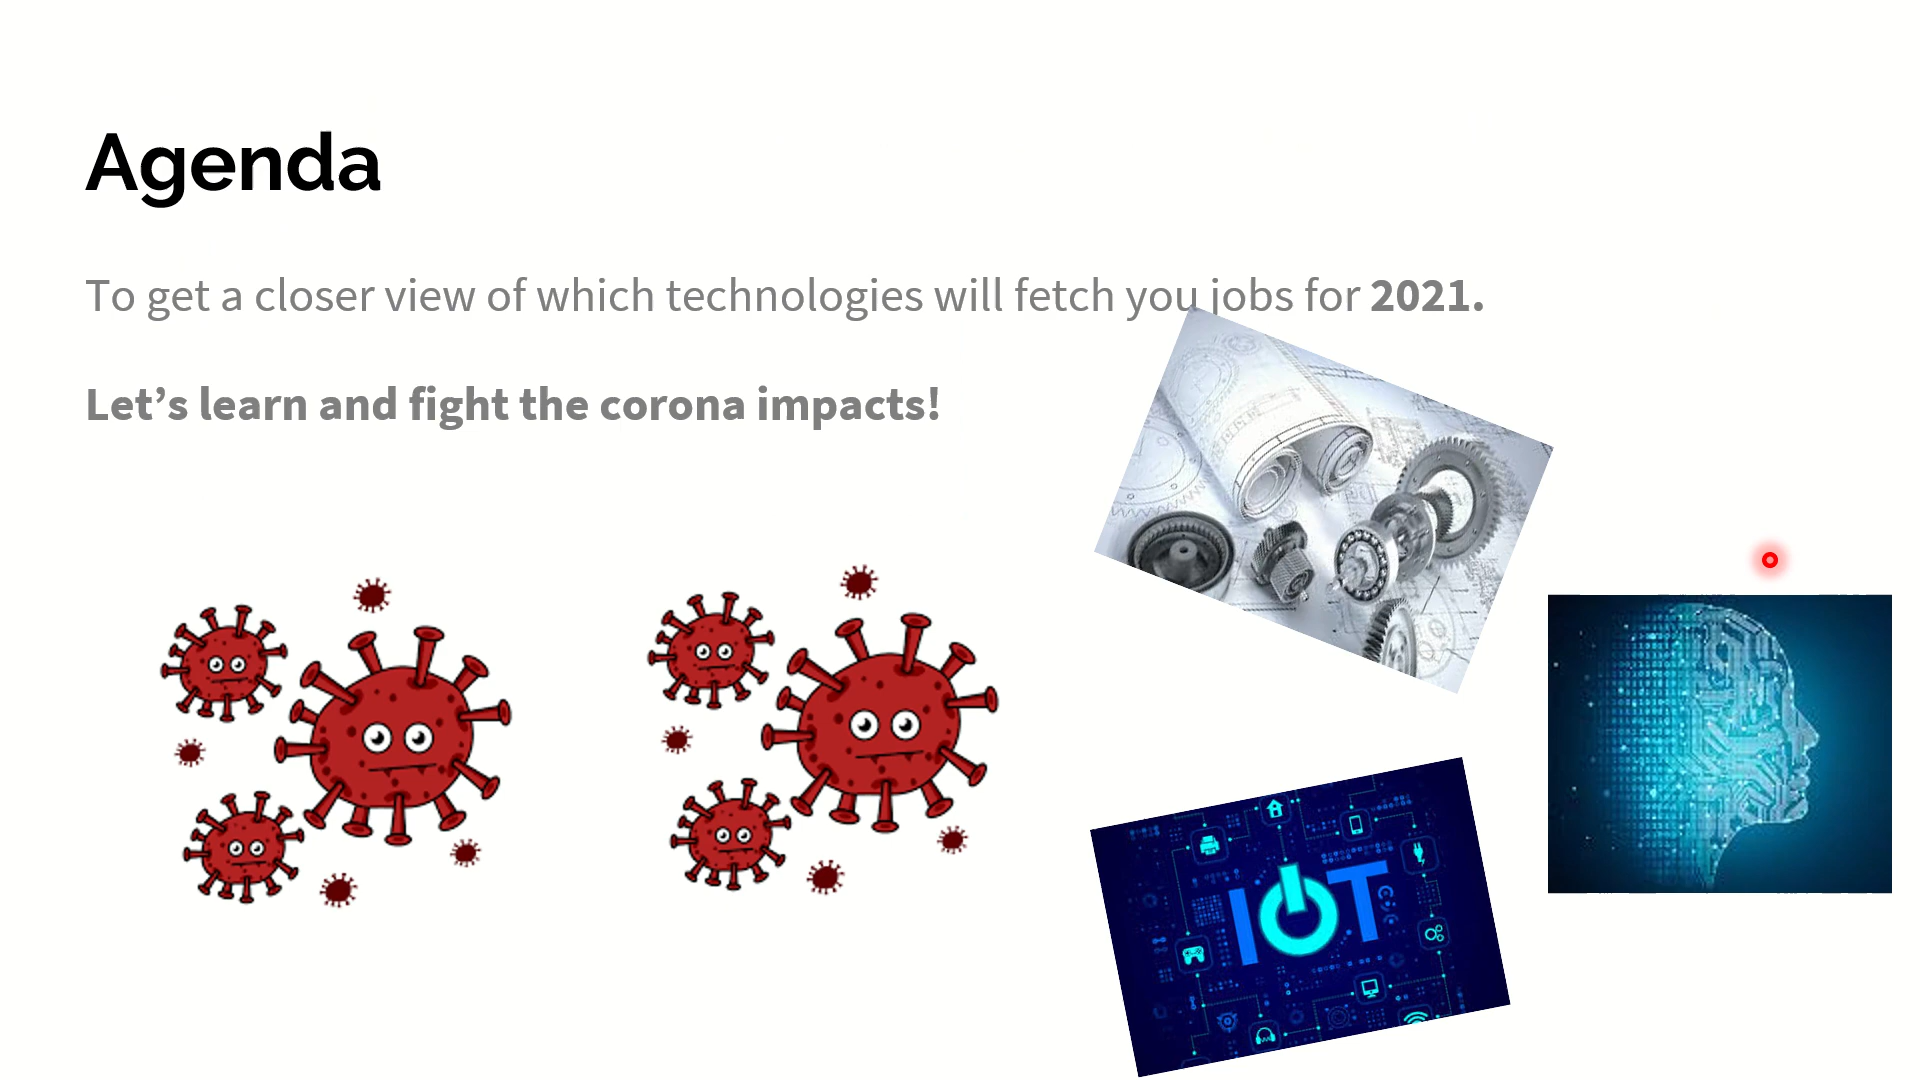 Agenda
To get a closer view of which technologies will fetch you jobs for 2021.
Let’s learn and fight the corona impacts!
IOT